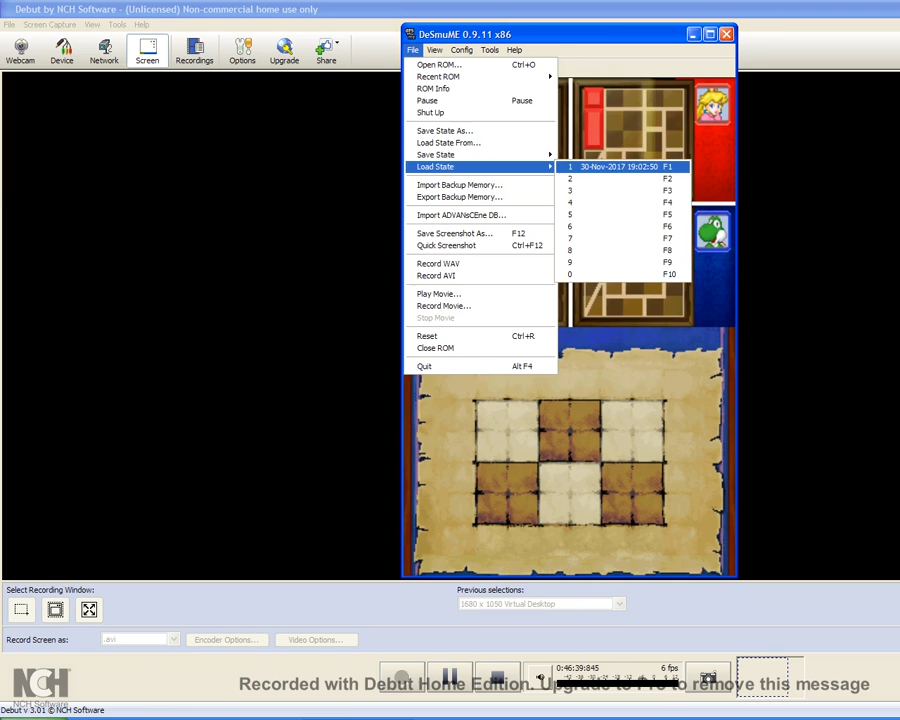 Debut by NCH Software - (Unlicensed) Non-commercial home use only
File Screen Capture View Tools Help
Webcam Device Network Screen Recordings Options Upgrade Share
DeSmuME 0.9.11 x86
File View Config Tools Help
Open ROM... Ctrl+O
Recent ROM
ROM Info
Pause Pause
Shut Up
Save State As...
Load State From...
Save State
Load State
1 30-Nov-2017 19:02:50 F1
2 F2
3 F3
4 F4
5 F5
6 F6
7 F7
8 F8
9 F9
0 F10
Import Backup Memory...
Export Backup Memory...
Import ADVANsCEne DB...
Save Screenshot As... F12
Quick Screenshot Ctrl+F12
Record WAV
Record AVI
Play Movie...
Record Movie...
Stop Movie
Reset Ctrl+R
Close ROM
Quit Alt F4
Select Recording Window:
Previous selections:
1680 x 1050 Virtual Desktop
Record Screen as: .avi Encoder Options... Video Options...
0:46:39:845 6 fps
NCH
NCH Software
Recorded with Debut Home Edition. Upgrade to Pro to remove this message
Debut v 3.01 © NCH Software